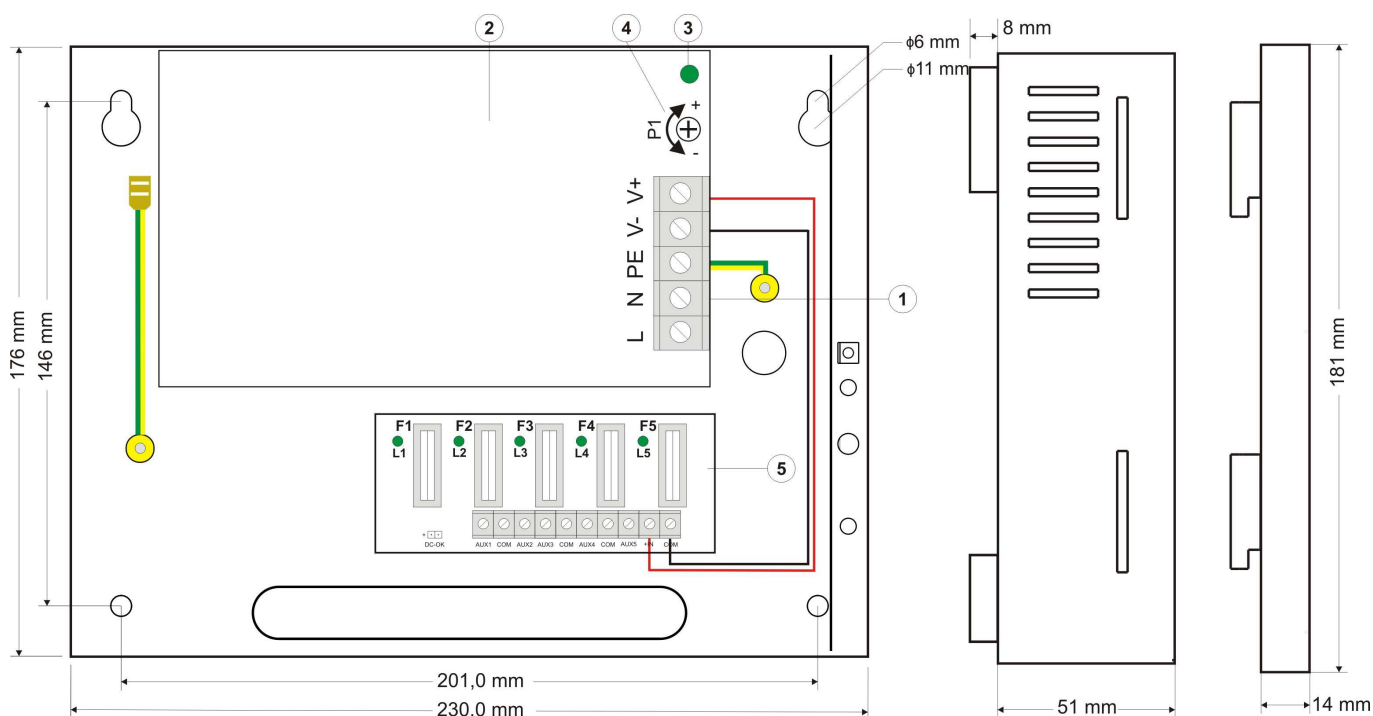 2
4
3
8 mm
ϕ6 mm
ϕ11 mm
+
P1
-
V+
V-
PE
N
L
1
176 mm
146 mm
181 mm
F1 F2 F3 F4 F5
L1 L2 L3 L4 L5
5
+
DC-OK
AUX1 COM AUX2 AUX3 COM AUX4 COM AUX5 +IN COM
201,0 mm
230,0 mm
51 mm
14 mm